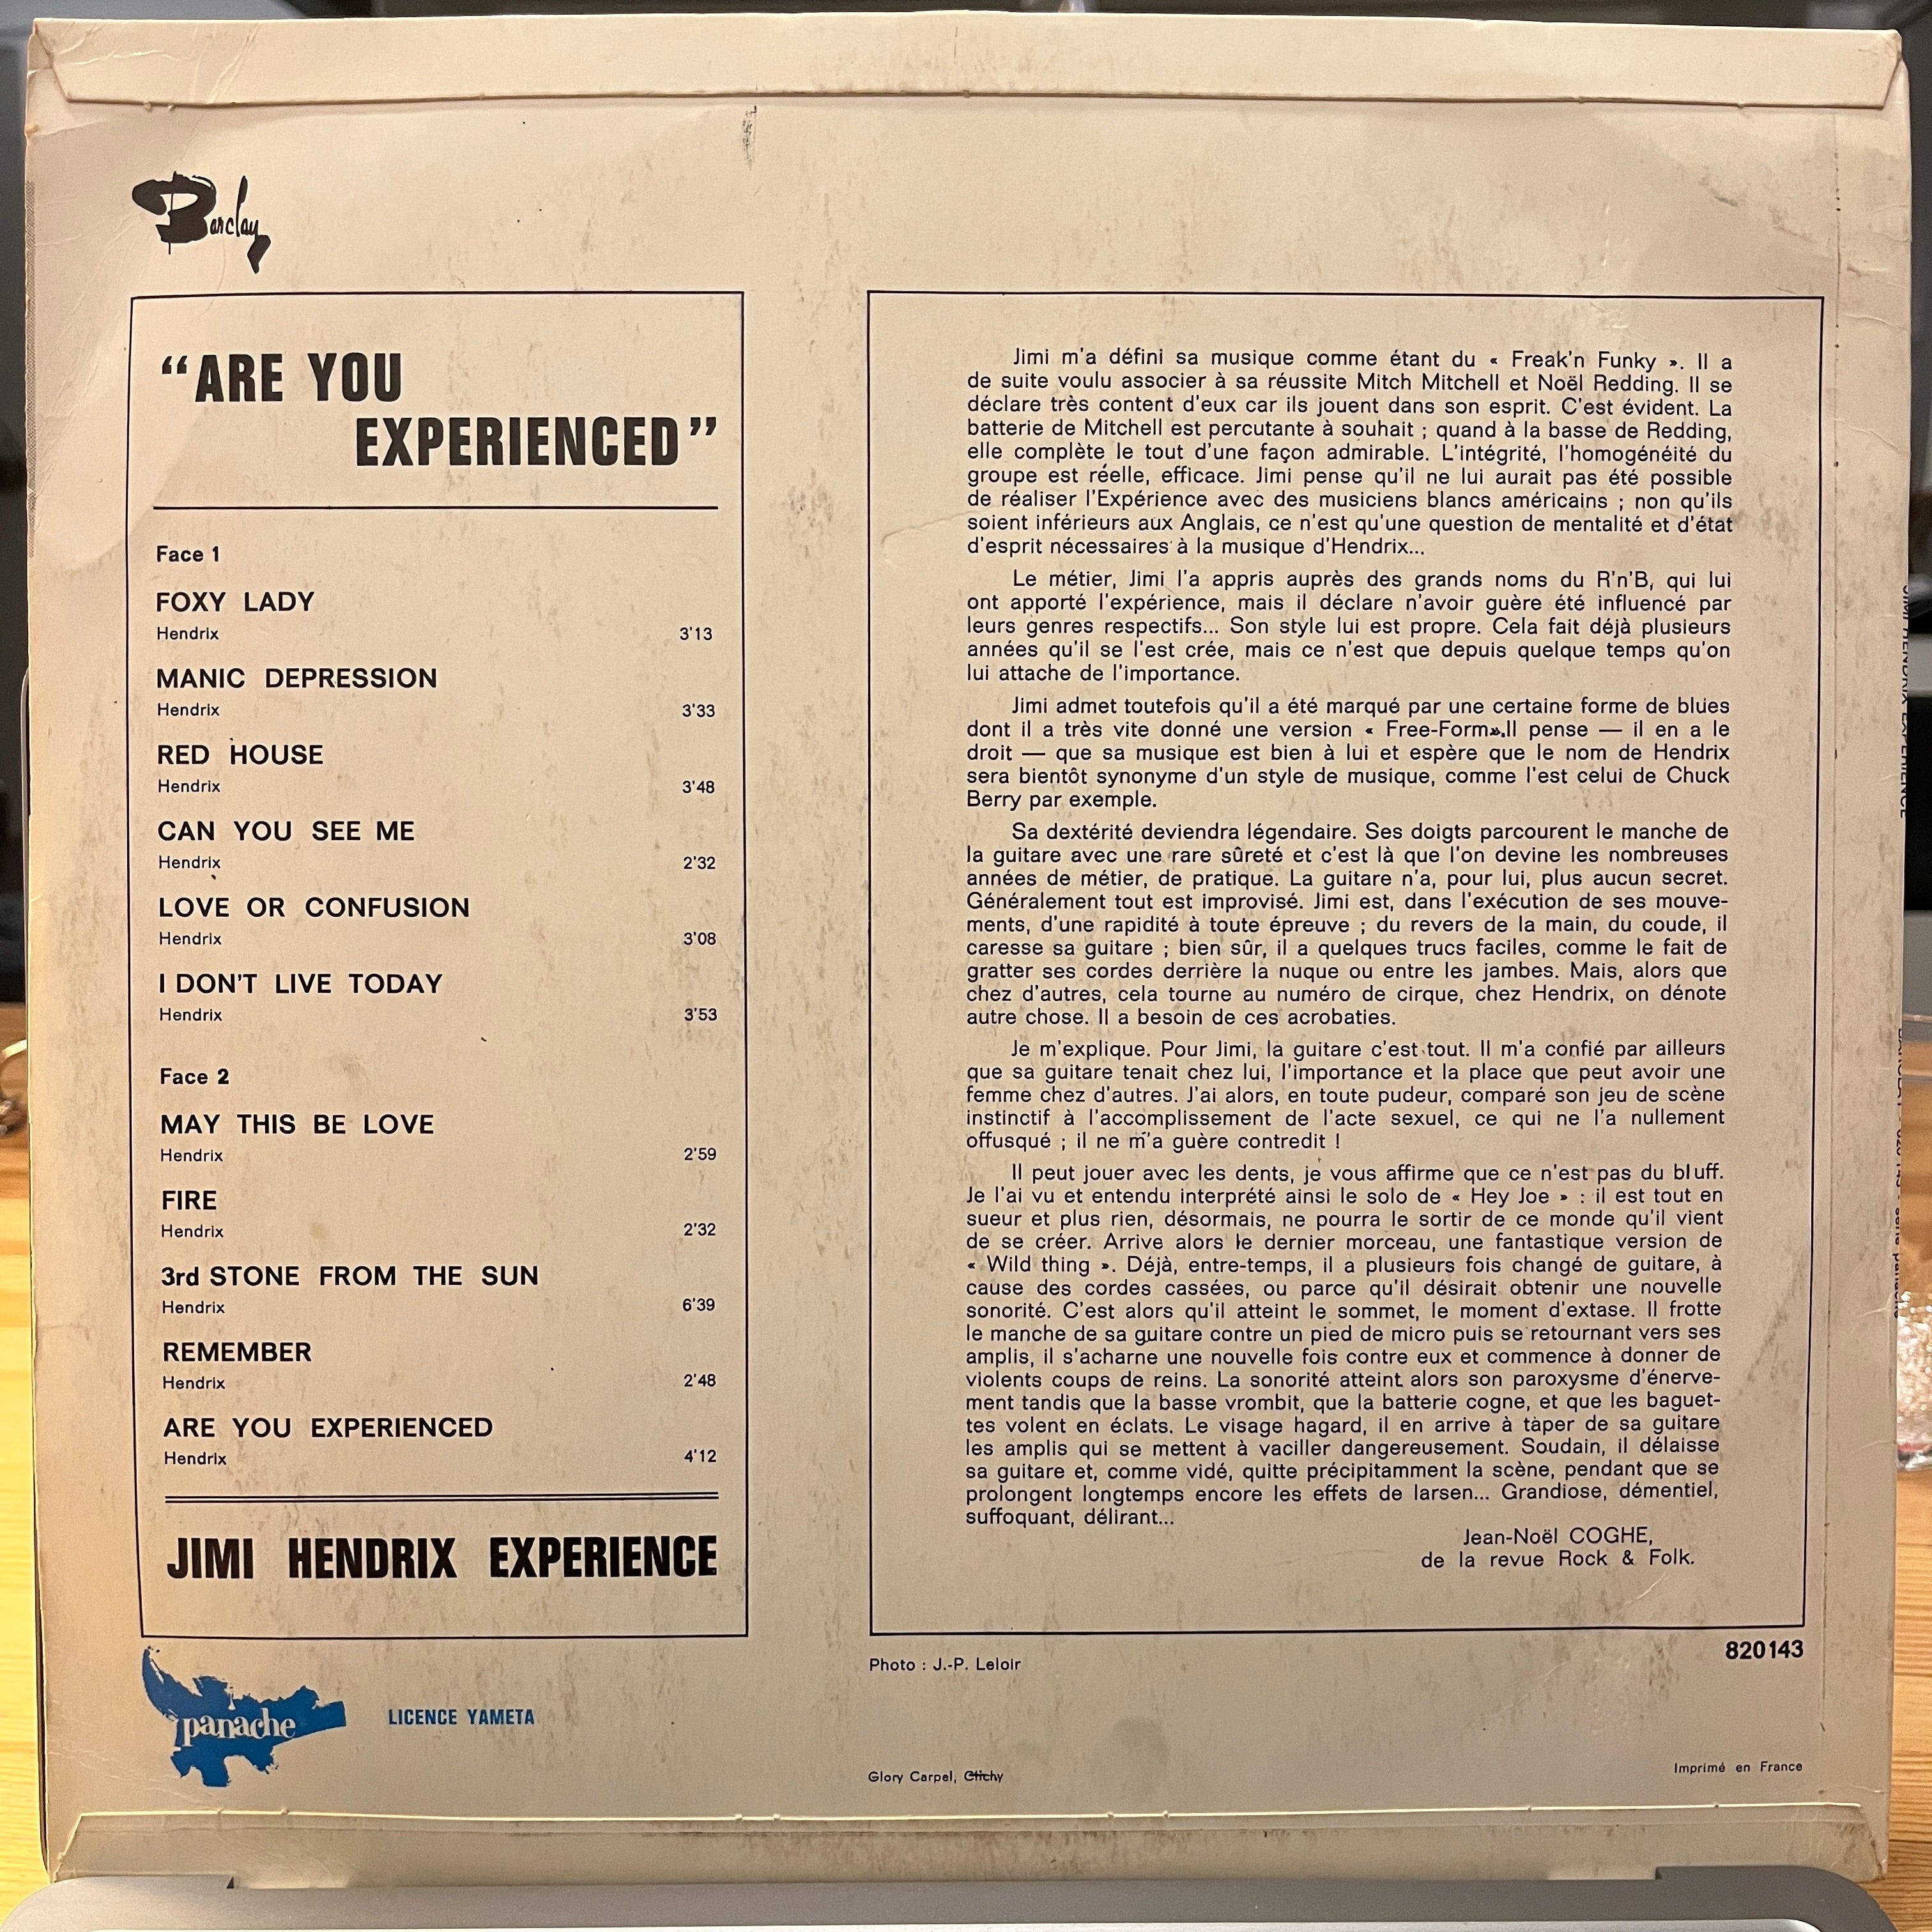 Barclay
"ARE YOU
EXPERIENCED"
Face 1
FOXY LADY
Hendrix 3'13
MANIC DEPRESSION
Hendrix 3'33
RED HOUSE
Hendrix 3'48
CAN YOU SEE ME
Hendrix 2'32
LOVE OR CONFUSION
Hendrix 3'08
I DON'T LIVE TODAY
Hendrix 3'53
Face 2
MAY THIS BE LOVE
Hendrix 2'59
FIRE
Hendrix 2'32
3rd STONE FROM THE SUN
Hendrix 6'39
REMEMBER
Hendrix 2'48
ARE YOU EXPERIENCED
Hendrix 4'12
JIMI HENDRIX EXPERIENCE
panache
LICENCE YAMETA
Jimi m'a défini sa musique comme étant du « Freak'n Funky ». Il a
de suite voulu associer à sa réussite Mitch Mitchell et Noël Redding. Il se
déclare très content d'eux car ils jouent dans son esprit. C'est évident. La
batterie de Mitchell est percutante à souhait ; quand à la basse de Redding,
elle complète le tout d'une façon admirable. L'intégrité, l'homogénéité du
groupe est réelle, efficace. Jimi pense qu'il ne lui aurait pas été possible
de réaliser l'Expérience avec des musiciens blancs américains ; non qu'ils
soient inférieurs aux Anglais, ce n'est qu'une question de mentalité et d'état
d'esprit nécessaires à la musique d'Hendrix...
Le métier, Jimi l'a appris auprès des grands noms du R'n'B, qui lui
ont apporté l'expérience, mais il déclare n'avoir guère été influencé par
leurs genres respectifs... Son style lui est propre. Cela fait déjà plusieurs
années qu'il se l'est crée, mais ce n'est que depuis quelque temps qu'on
lui attache de l'importance.
Jimi admet toutefois qu'il a été marqué par une certaine forme de blues
dont il a très vite donné une version « Free-Form».Il pense — il en a le
droit — que sa musique est bien à lui et espère que le nom de Hendrix
sera bientôt synonyme d'un style de musique, comme l'est celui de Chuck
Berry par exemple.
Sa dextérité deviendra légendaire. Ses doigts parcourent le manche de
la guitare avec une rare sûreté et c'est là que l'on devine les nombreuses
années de métier, de pratique. La guitare n'a, pour lui, plus aucun secret.
Généralement tout est improvisé. Jimi est, dans l'exécution de ses mouve-
ments, d'une rapidité à toute épreuve ; du revers de la main, du coude, il
caresse sa guitare ; bien sûr, il a quelques trucs faciles, comme le fait de
gratter ses cordes derrière la nuque ou entre les jambes. Mais, alors que
chez d'autres, cela tourne au numéro de cirque, chez Hendrix, on dénote
autre chose. Il a besoin de ces acrobaties.
Je m'explique. Pour Jimi, la guitare c'est tout. Il m'a confié par ailleurs
que sa guitare tenait chez lui, l'importance et la place que peut avoir une
femme chez d'autres. J'ai alors, en toute pudeur, comparé son jeu de scène
instinctif à l'accomplissement de l'acte sexuel, ce qui ne l'a nullement
offusqué ; il ne m'a guère contredit !
Il peut jouer avec les dents, je vous affirme que ce n'est pas du bluff.
Je l'ai vu et entendu interprété ainsi le solo de « Hey Joe » : il est tout en
sueur et plus rien, désormais, ne pourra le sortir de ce monde qu'il vient
de se créer. Arrive alors le dernier morceau, une fantastique version de
« Wild thing ». Déjà, entre-temps, il a plusieurs fois changé de guitare, à
cause des cordes cassées, ou parce qu'il désirait obtenir une nouvelle
sonorité. C'est alors qu'il atteint le sommet, le moment d'extase. Il frotte
le manche de sa guitare contre un pied de micro puis se retournant vers ses
amplis, il s'acharne une nouvelle fois contre eux et commence à donner de
violents coups de reins. La sonorité atteint alors son paroxysme d'énerve-
ment tandis que la basse vrombit, que la batterie cogne, et que les baguet-
tes volent en éclats. Le visage hagard, il en arrive à taper de sa guitare
les amplis qui se mettent à vaciller dangereusement. Soudain, il délaisse
sa guitare et, comme vidé, quitte précipitamment la scène, pendant que se
prolongent longtemps encore les effets de larsen... Grandiose, démentiel,
suffoquant, délirant...
Jean-Noël COGHE,
de la revue Rock & Folk.
820143
Photo : J.-P. Leloir
Glory Carpel, Clichy
Imprimé en France
JIMI HENDRIX EXPERIENCE